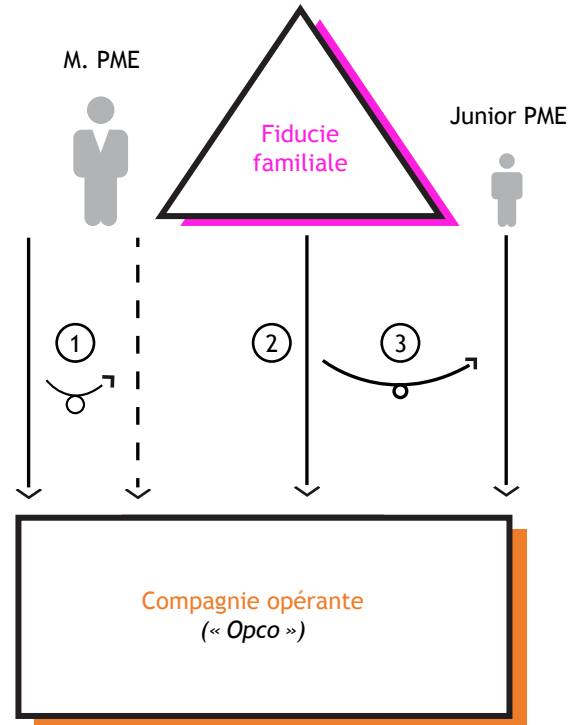 M. PME
Fiducie
familiale
Junior PME
1
2
3
Compagnie opérante
(« Opco »)